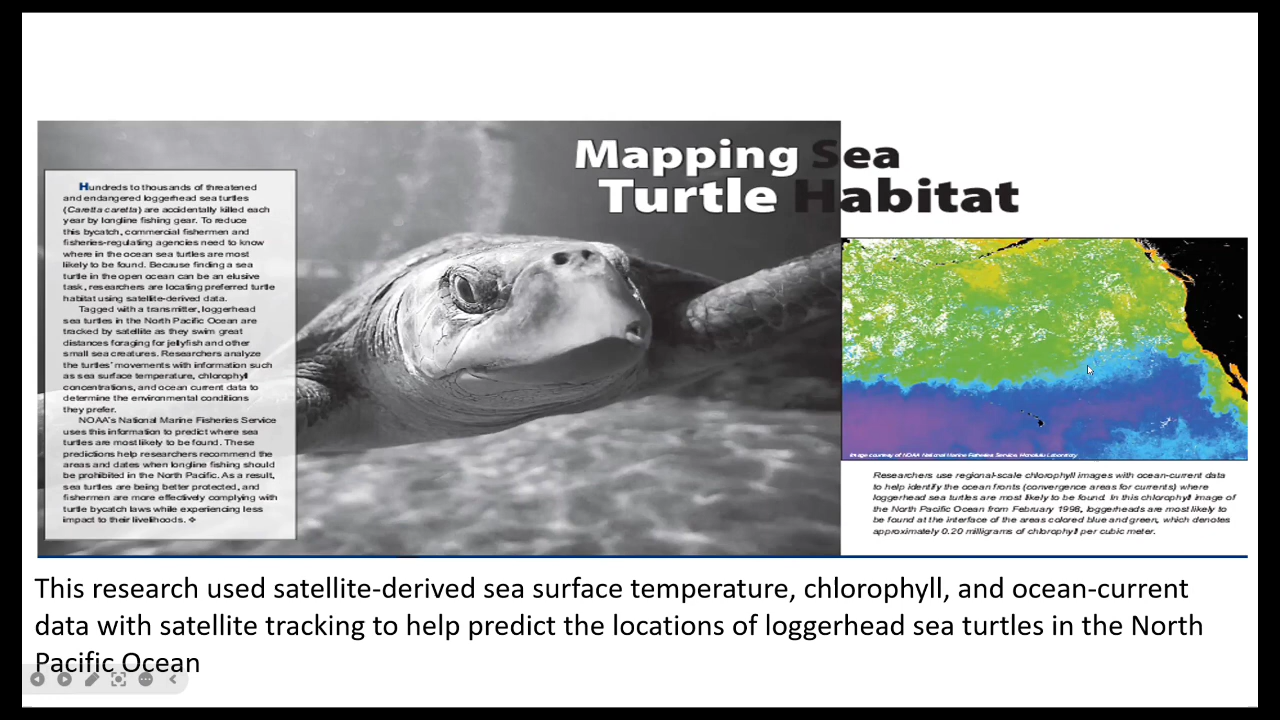 Mapping Sea
Turtle Habitat
Hundreds to thousands of threatened
and endangered loggerhead sea turtles
(Caretta caretta) are accidentally killed each
year by longline fishing gear. To reduce
this bycatch, commercial fishermen and
fisheries-regulating agencies need to know
where in the ocean sea turtles are most
likely to be found. Because finding a sea
turtle in the open ocean can be an elusive
task, researchers are locating preferred turtle
habitat using satellite-derived data.
Tagged with a transmitter, loggerhead
sea turtles in the North Pacific Ocean are
tracked by satellite as they swim great
distances foraging for jellyfish and other
small sea creatures. Researchers analyze
the turtles' movements with information such
as sea surface temperature, chlorophyll
concentrations, and ocean current data to
determine the environmental conditions
they prefer.
NOAA's National Marine Fisheries Service
uses this information to predict where sea
turtles are most likely to be found. These
predictions help researchers recommend the
areas and dates when longline fishing should
be prohibited in the North Pacific. As a result,
sea turtles are being better protected, and
fishermen are more effectively complying with
turtle bycatch laws while experiencing less
impact to their livelihoods. ❖
Image courtesy of NOAA National Marine Fisheries Service, Honolulu Laboratory
Researchers use regional-scale chlorophyll images with ocean-current data
to help identify the ocean fronts (convergence areas for currents) where
loggerhead sea turtles are most likely to be found. In this chlorophyll image of
the North Pacific Ocean from February 1998, loggerheads are most likely to
be found at the interface of the areas colored blue and green, which denotes
approximately 0.20 milligrams of chlorophyll per cubic meter.
This research used satellite-derived sea surface temperature, chlorophyll, and ocean-current
data with satellite tracking to help predict the locations of loggerhead sea turtles in the North
Pacific Ocean